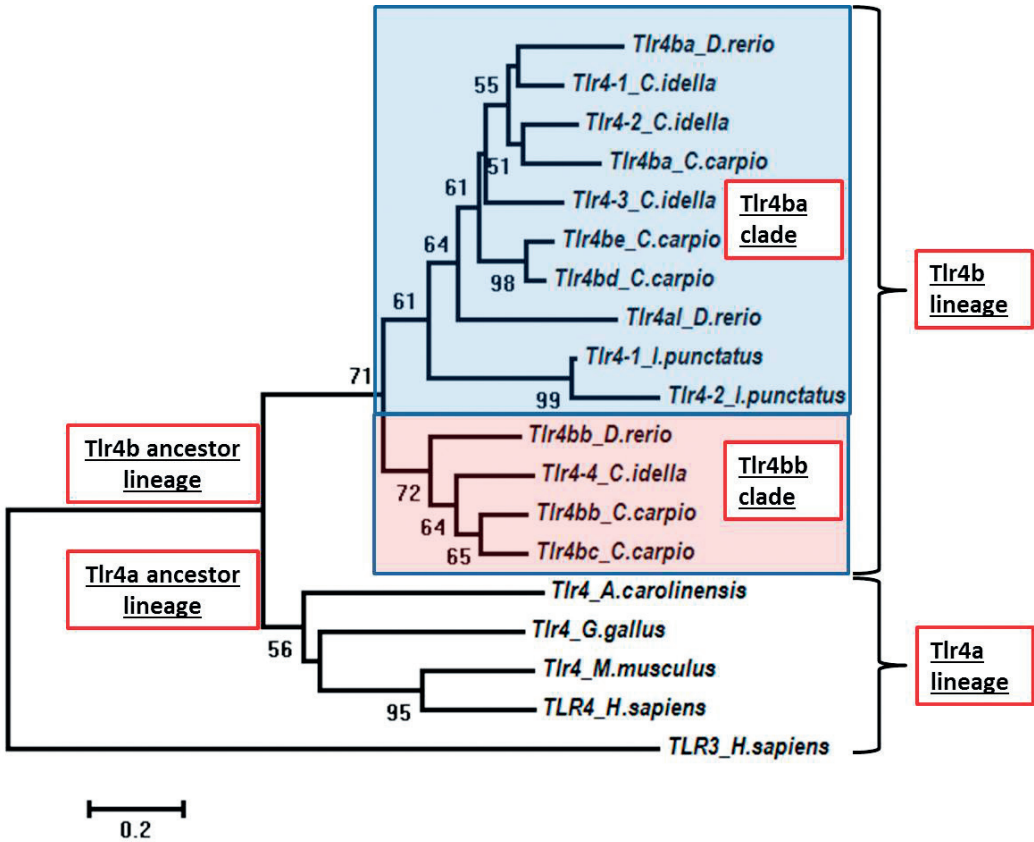 Tlr4ba_D.rerio
55
Tlr4-1_C.idella
Tlr4-2_C.idella
51
Tlr4ba_C.carpio
61
Tlr4-3_C.idella
Tlr4ba
clade
64
Tlr4be_C.carpio
98
Tlr4bd_C.carpio
Tlr4b
lineage
61
Tlr4al_D.rerio
Tlr4-1_I.punctatus
71
99
Tlr4-2_I.punctatus
Tlr4b ancestor
lineage
Tlr4bb_D.rerio
72
Tlr4-4_C.idella
Tlr4bb
clade
64
Tlr4bb_C.carpio
65
Tlr4bc_C.carpio
Tlr4a ancestor
lineage
Tlr4_A.carolinensis
56
Tlr4_G.gallus
Tlr4_M.musculus
Tlr4a
lineage
95
TLR4_H.sapiens
TLR3_H.sapiens
0.2